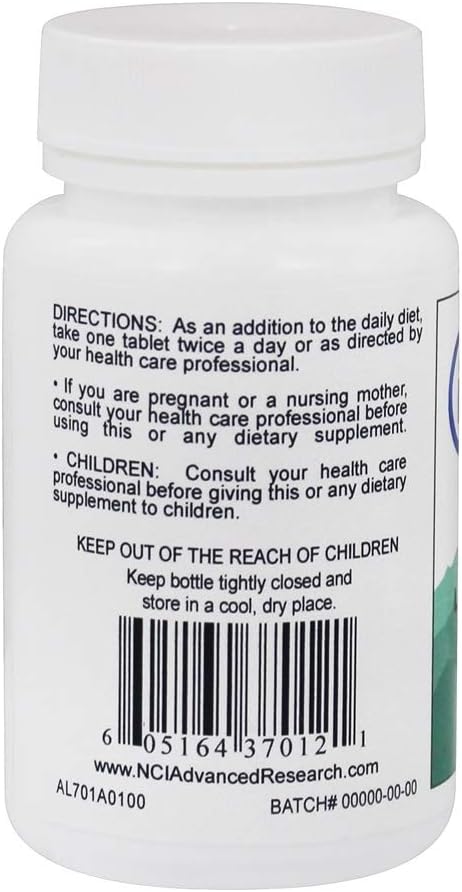 DIRECTIONS: As an addition to the daily diet,
take one tablet twice a day or as directed by
your health care professional.
• If you are pregnant or a nursing mother,
consult your health care professional before
using this or any dietary supplement.
• CHILDREN: Consult your health care
professional before giving this or any dietary
supplement to children.
KEEP OUT OF THE REACH OF CHILDREN
Keep bottle tightly closed and
store in a cool, dry place.
6 05164 37012 1
www.NCIAdvancedResearch.com
AL701A0100
BATCH# 00000-00-00